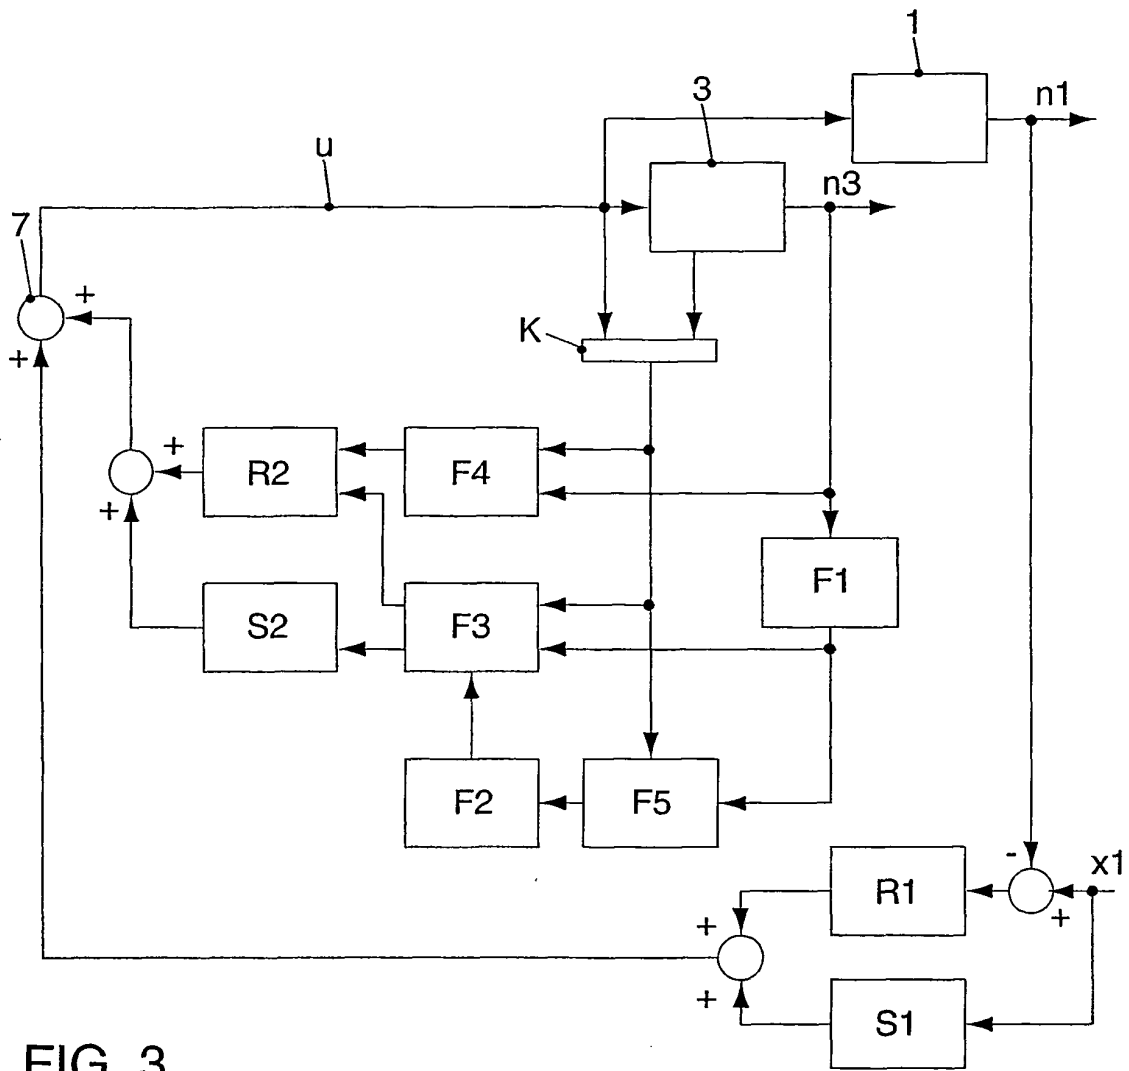 1
3
n1
u
n3
7
+
+
K
+
R2
F4
+
F1
S2
F3
F2
F5
-
x1
R1
+
+
+
S1
FIG. 3